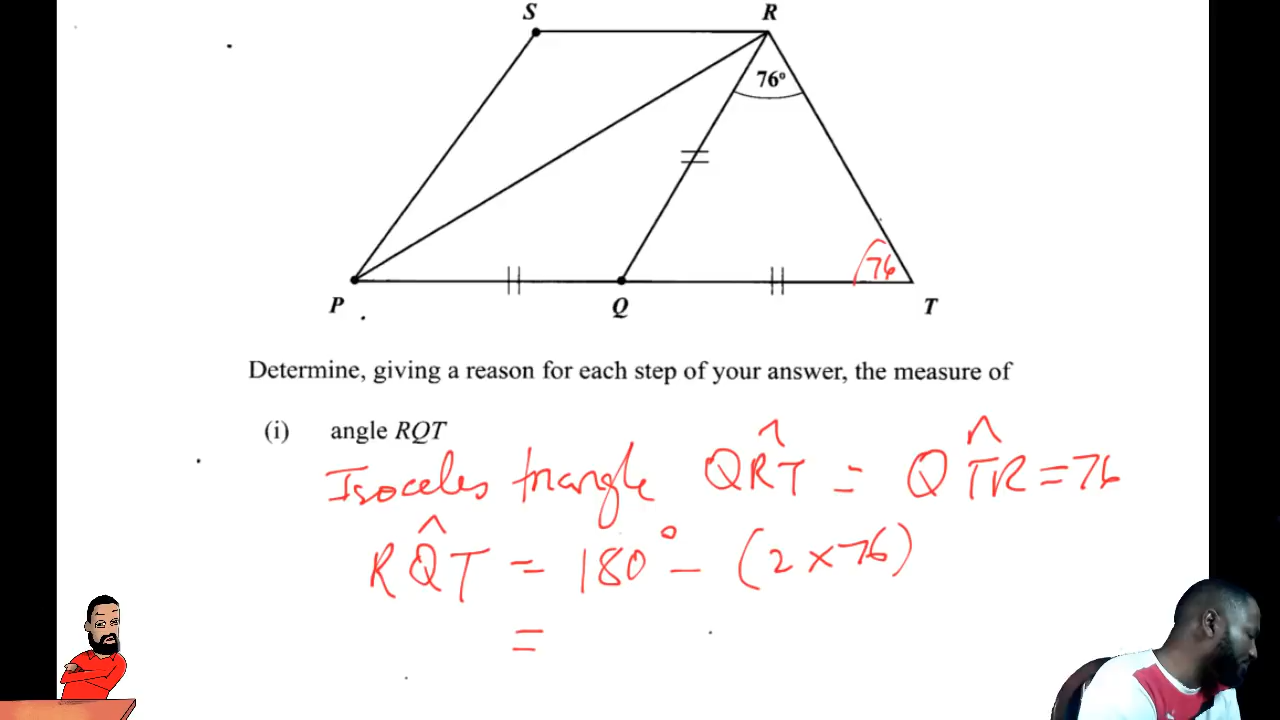 S R
76°
76
P Q T
Determine, giving a reason for each step of your answer, the measure of
(i) angle RQT
Isoceles triangle QR̂T = QT̂R = 76
RQ̂T = 180° - (2 × 76)
=